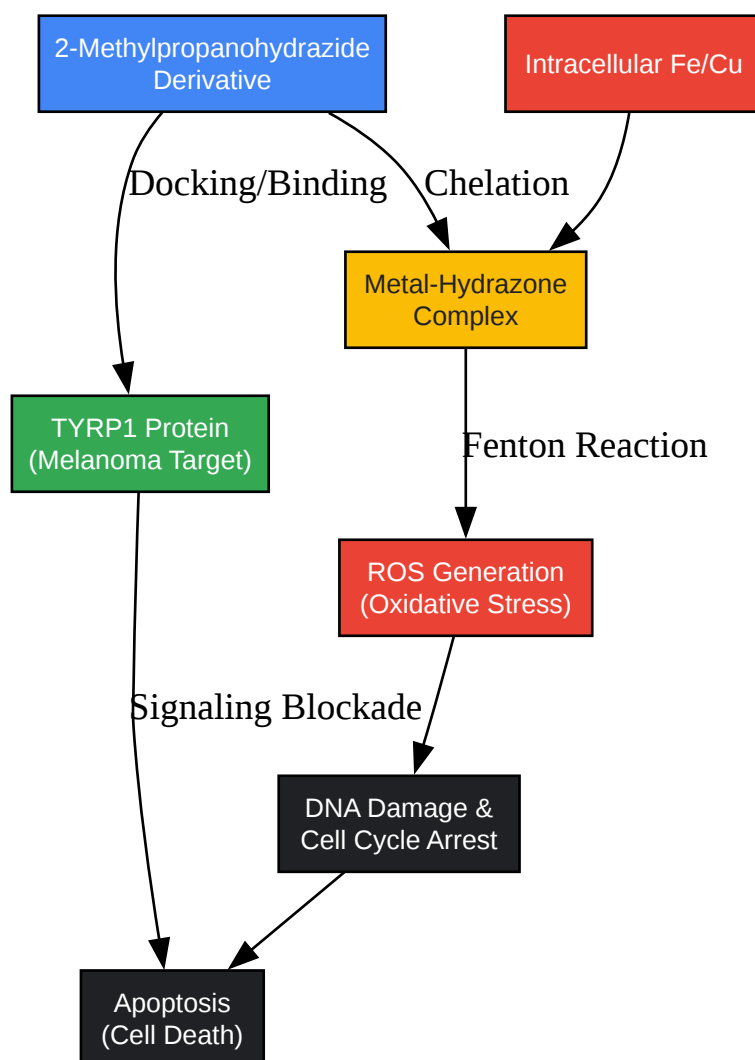 2-Methylpropanohydrazide
Derivative
Intracellular Fe/Cu
Docking/Binding
Chelation
Metal-Hydrazone
Complex
TYRP1 Protein
(Melanoma Target)
Fenton Reaction
ROS Generation
(Oxidative Stress)
Signaling Blockade
DNA Damage &
Cell Cycle Arrest
Apoptosis
(Cell Death)